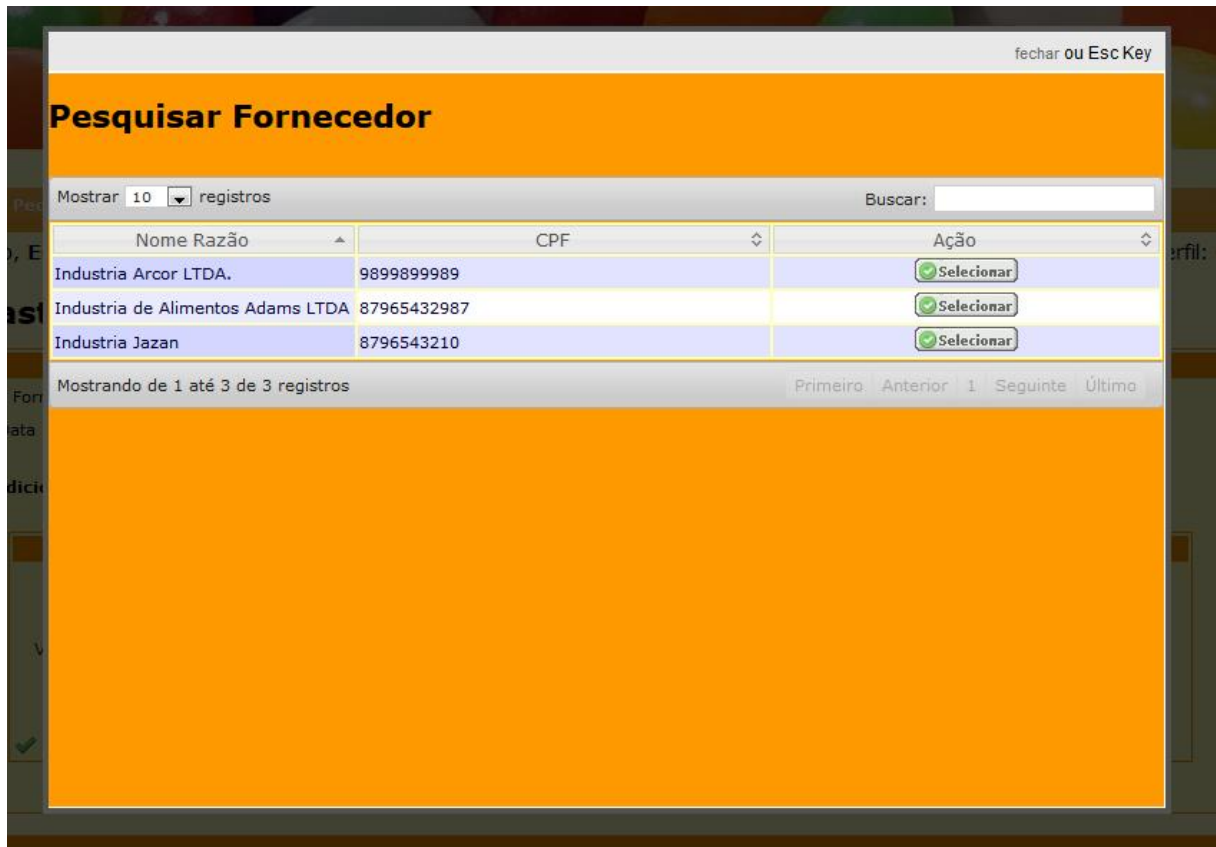 fechar ou Esc Key
Pesquisar Fornecedor
Mostrar 10 registros Buscar:
Nome Razão CPF Ação
Industria Arcor LTDA. 9899899989 Selecionar
Industria de Alimentos Adams LTDA 87965432987 Selecionar
Industria Jazan 8796543210 Selecionar
Mostrando de 1 até 3 de 3 registros Primeiro Anterior 1 Seguinte Último
erfil: